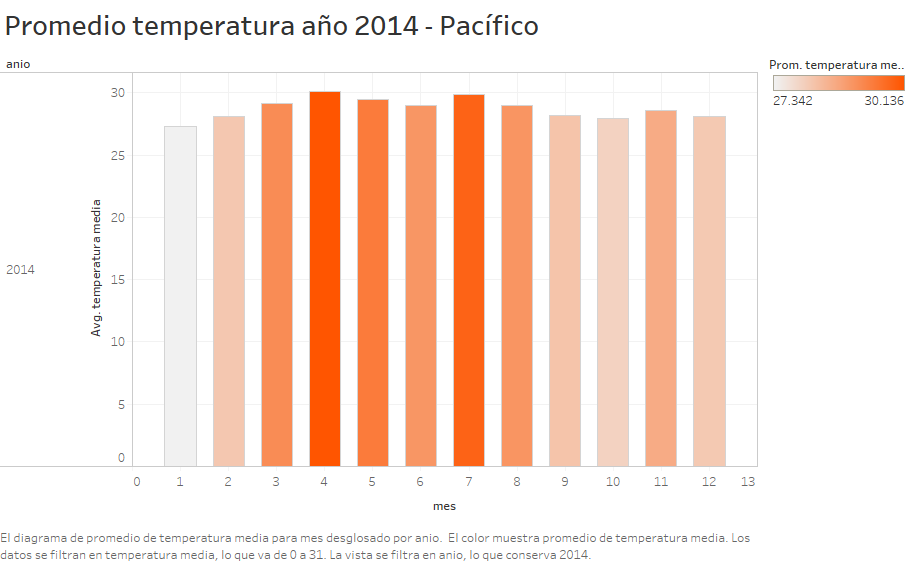 Promedio temperatura año 2014 - Pacífico
anio
Prom. temperatura me..
27.342 30.136
30
25
20
15
10
5
0
2014
Avg. temperatura media
0 1 2 3 4 5 6 7 8 9 10 11 12 13
mes
El diagrama de promedio de temperatura media para mes desglosado por anio. El color muestra promedio de temperatura media. Los
datos se filtran en temperatura media, lo que va de 0 a 31. La vista se filtra en anio, lo que conserva 2014.